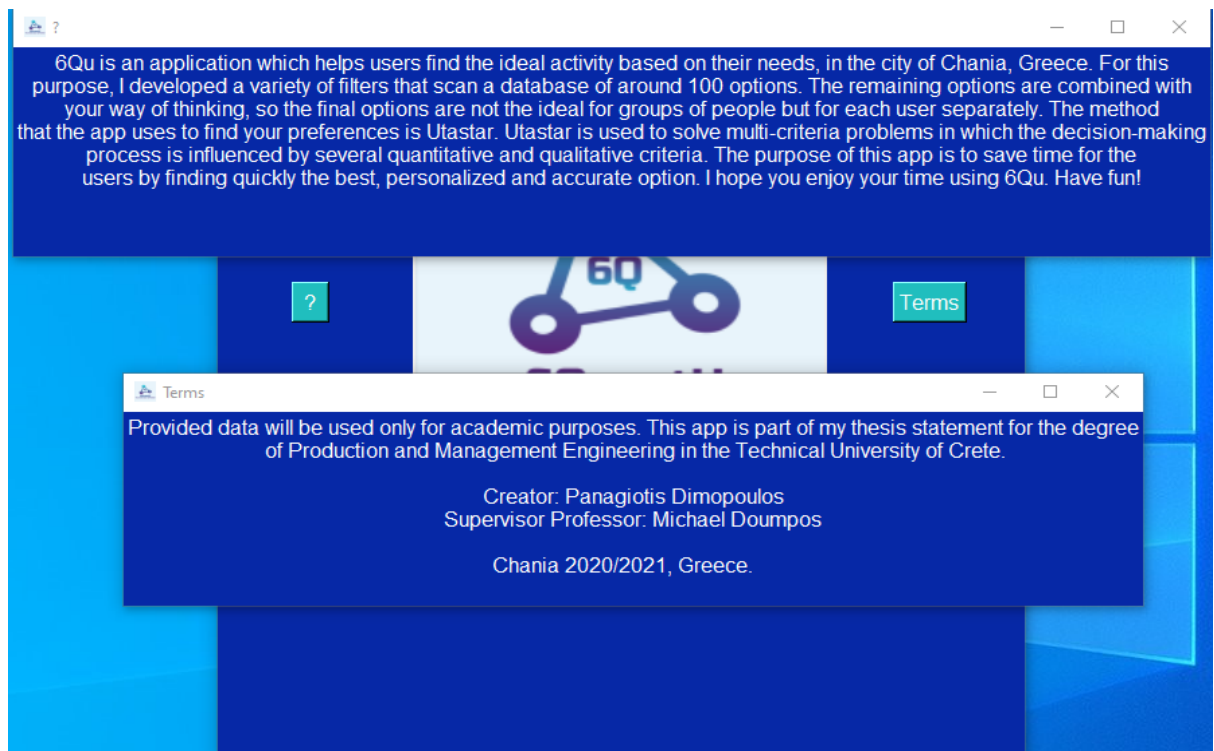 ?
6Qu is an application which helps users find the ideal activity based on their needs, in the city of Chania, Greece. For this
purpose, I developed a variety of filters that scan a database of around 100 options. The remaining options are combined with
your way of thinking, so the final options are not the ideal for groups of people but for each user separately. The method
that the app uses to find your preferences is Utastar. Utastar is used to solve multi-criteria problems in which the decision-making
process is influenced by several quantitative and qualitative criteria. The purpose of this app is to save time for the
users by finding quickly the best, personalized and accurate option. I hope you enjoy your time using 6Qu. Have fun!
6Q
?
Terms
Terms
Provided data will be used only for academic purposes. This app is part of my thesis statement for the degree
of Production and Management Engineering in the Technical University of Crete.
Creator: Panagiotis Dimopoulos
Supervisor Professor: Michael Doumpos
Chania 2020/2021, Greece.